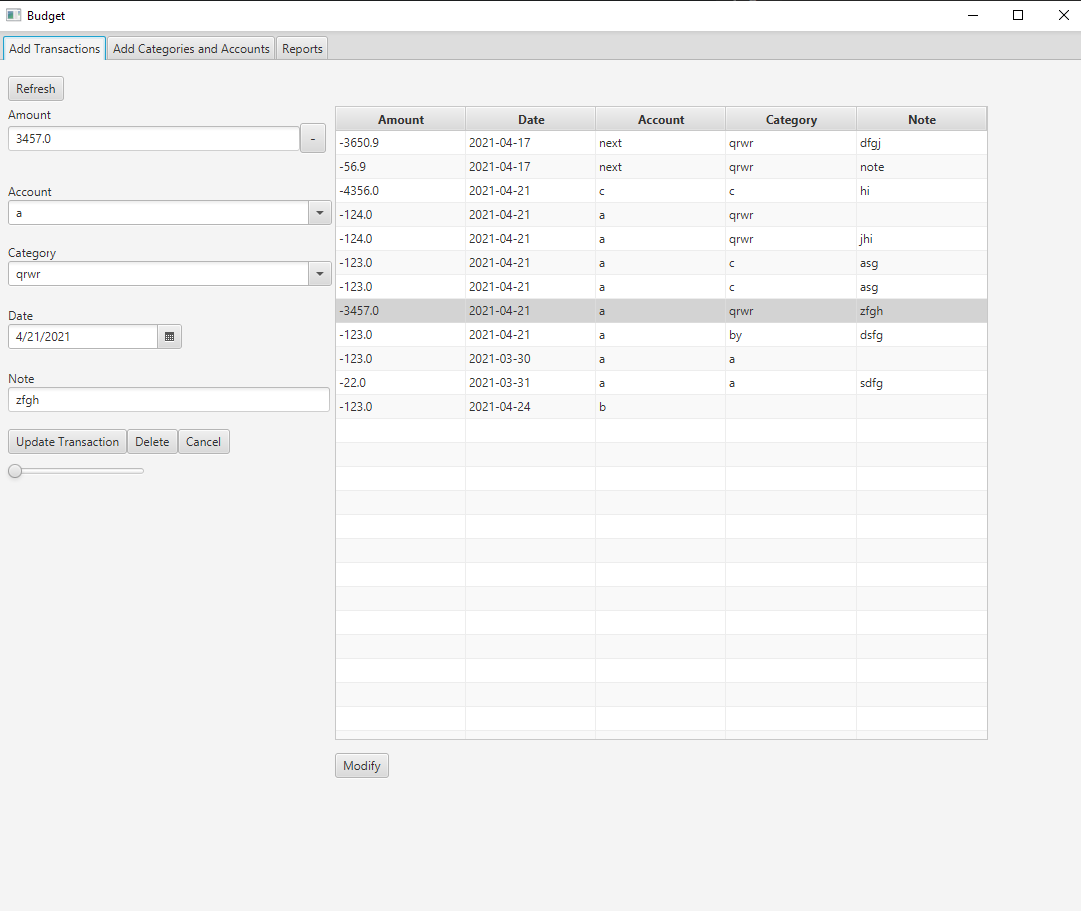 Budget
Add Transactions Add Categories and Accounts Reports
Refresh
Amount
3457.0 -
Account
a
Category
qrwr
Date
4/21/2021
Note
zfgh
Update Transaction Delete Cancel
Amount Date Account Category Note
-3650.9 2021-04-17 next qrwr dfgj
-56.9 2021-04-17 next qrwr note
-4356.0 2021-04-21 c c hi
-124.0 2021-04-21 a qrwr
-124.0 2021-04-21 a qrwr jhi
-123.0 2021-04-21 a c asg
-123.0 2021-04-21 a c asg
-3457.0 2021-04-21 a qrwr zfgh
-123.0 2021-04-21 a by dsfg
-123.0 2021-03-30 a a
-22.0 2021-03-31 a a sdfg
-123.0 2021-04-24 b
Modify